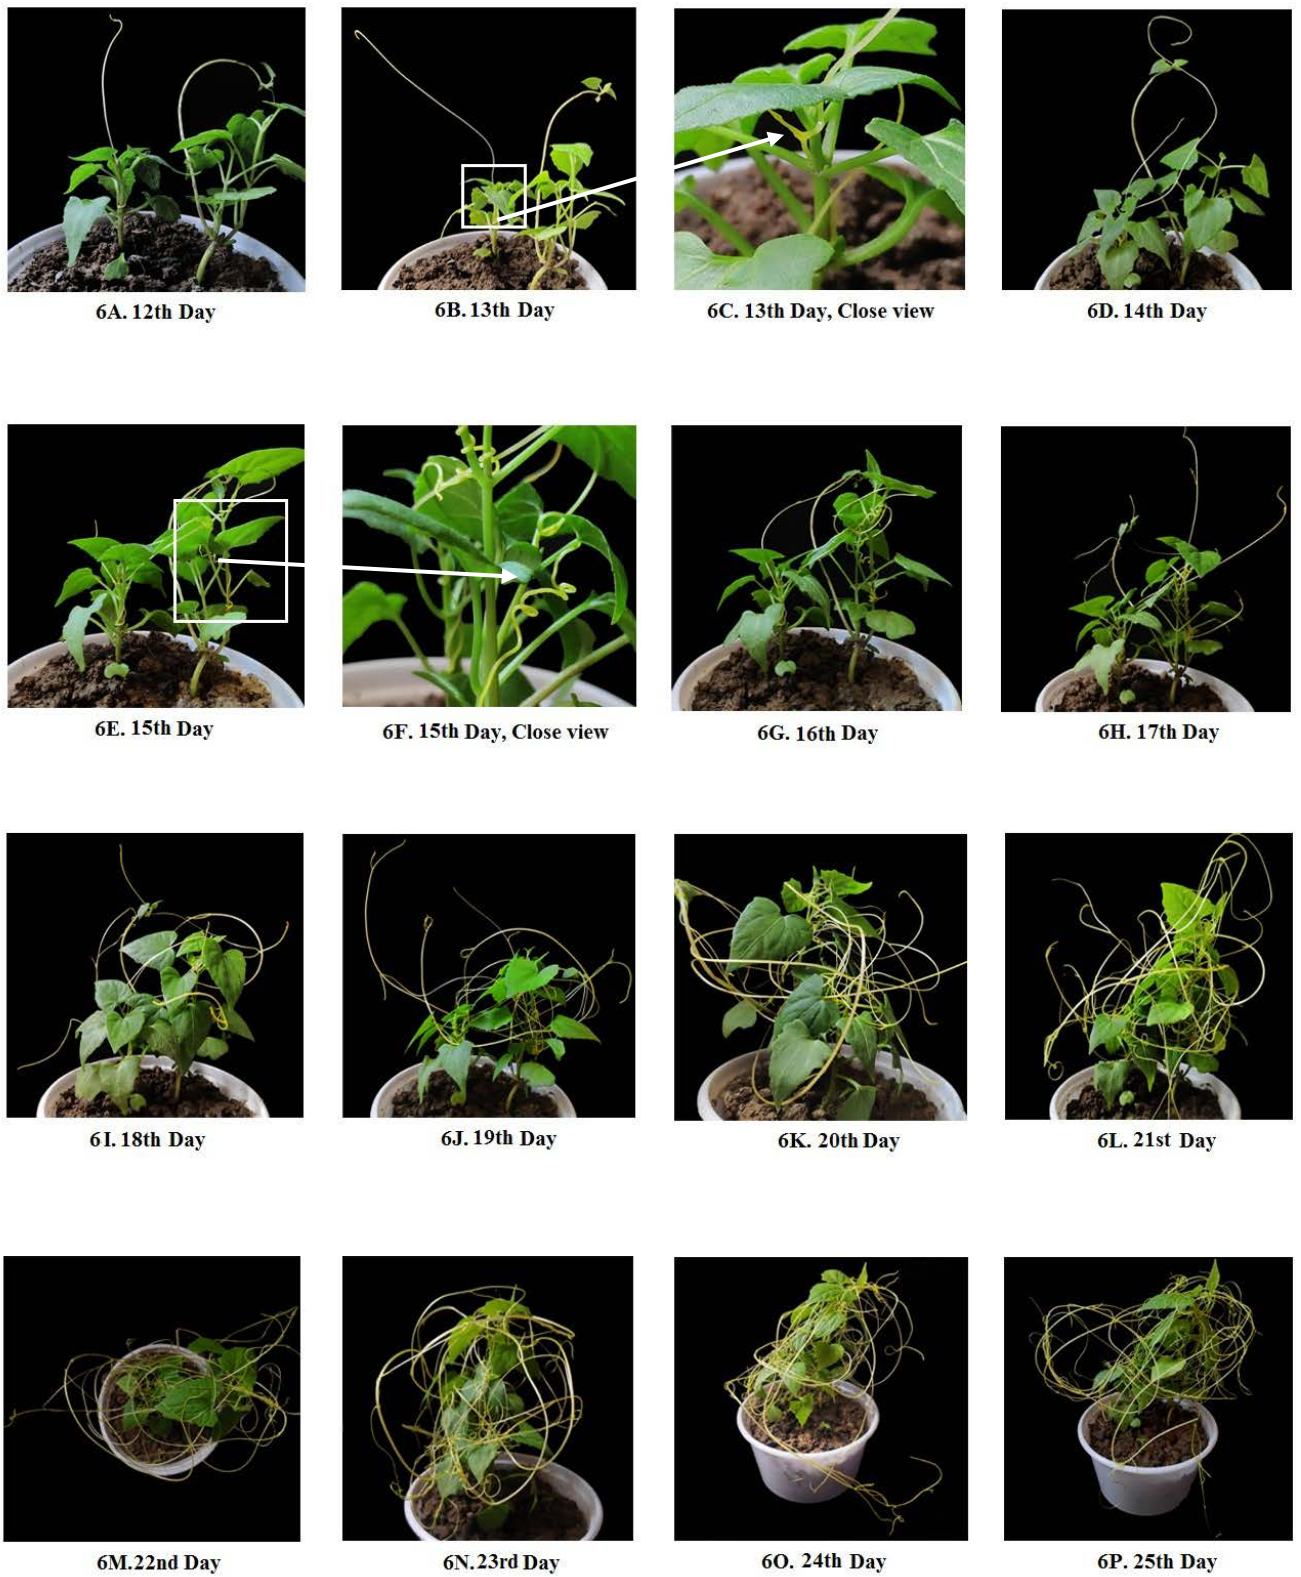 6A. 12th Day
6B. 13th Day
6C. 13th Day, Close view
6D. 14th Day
6E. 15th Day
6F. 15th Day, Close view
6G. 16th Day
6H. 17th Day
6I. 18th Day
6J. 19th Day
6K. 20th Day
6L. 21st Day
6M.22nd Day
6N.23rd Day
6O. 24th Day
6P. 25th Day